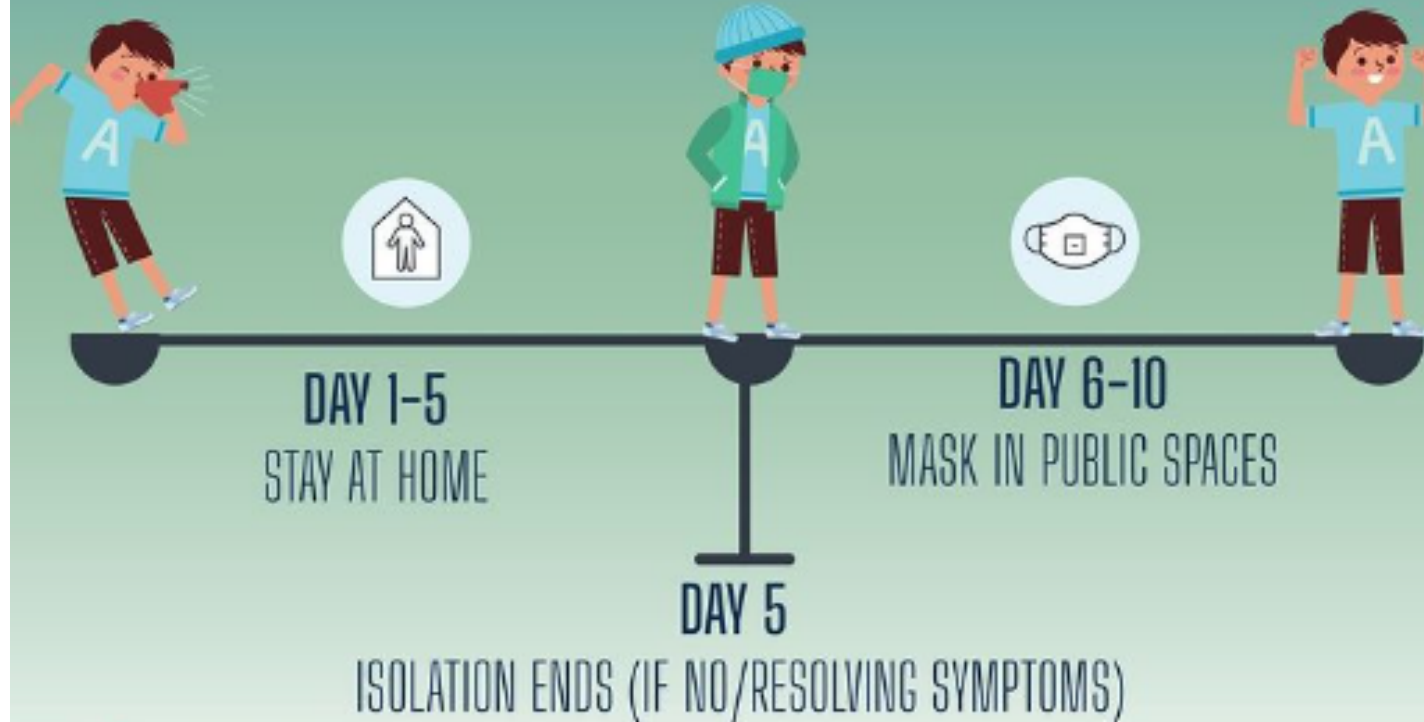 A
A
A
DAY 1-5
STAY AT HOME
DAY 6-10
MASK IN PUBLIC SPACES
DAY 5
ISOLATION ENDS (IF NO/RESOLVING SYMPTOMS)